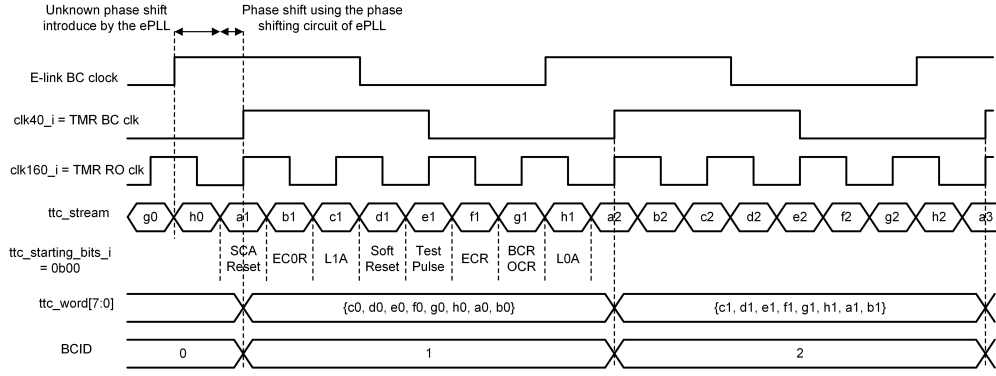 Unknown phase shift
introduce by the ePLL
Phase shift using the phase
shifting circuit of ePLL
E-link BC clock
clk40_i = TMR BC clk
clk160_i = TMR RO clk
ttc_stream
g0 h0 a1 b1 c1 d1 e1 f1 g1 h1 a2 b2 c2 d2 e2 f2 g2 h2 a3
ttc_starting_bits_i
= 0b00
SCA
Reset
EC0R
L1A
Soft
Reset
Test
Pulse
ECR
BCR
OCR
L0A
ttc_word[7:0]
{c0, d0, e0, f0, g0, h0, a0, b0}
{c1, d1, e1, f1, g1, h1, a1, b1}
BCID
0
1
2